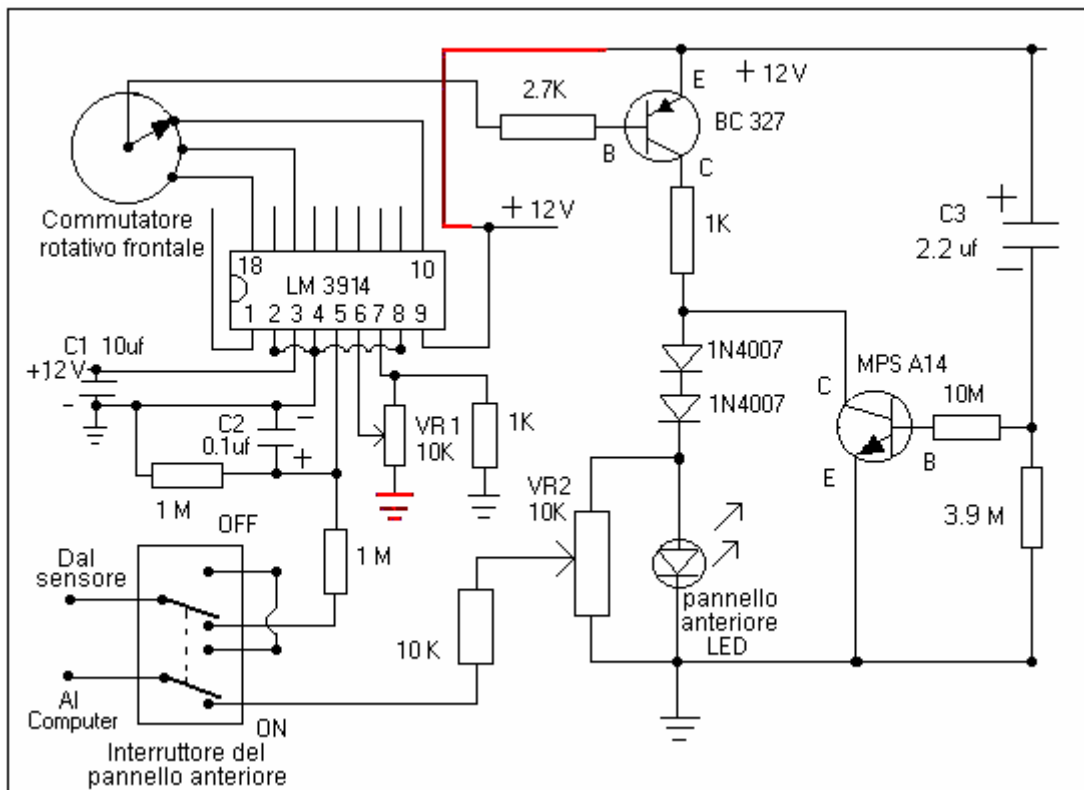 + 12 V
E
2.7K
BC 327
B
C
Commutatore
rotativo frontale
+ 12 V
1K
C3
+
2.2 uf
−
18
10
LM 3914
1 2 3 4 5 6 7 8 9
C1 10uf
+12 V
-
1N4007
1N4007
MPS A14
C
10M
B
E
C2
0.1uf
−
+
VR 1
10K
1K
VR2
10K
3.9 M
1 M
OFF
1 M
Dal
sensore
10 K
pannello
anteriore
LED
Al
Computer
ON
Interruttore del
pannello anteriore